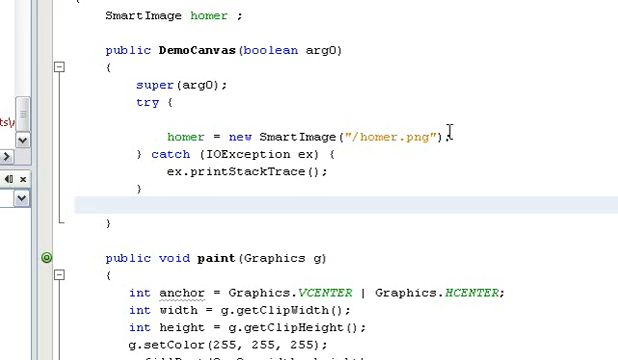 {
SmartImage homer ;
public DemoCanvas(boolean arg0)
{
super(arg0);
try {
homer = new SmartImage("/homer.png");
} catch (IOException ex) {
ex.printStackTrace();
}
}
public void paint(Graphics g)
{
int anchor = Graphics.VCENTER | Graphics.HCENTER;
int width = g.getClipWidth();
int height = g.getClipHeight();
g.setColor(255, 255, 255);